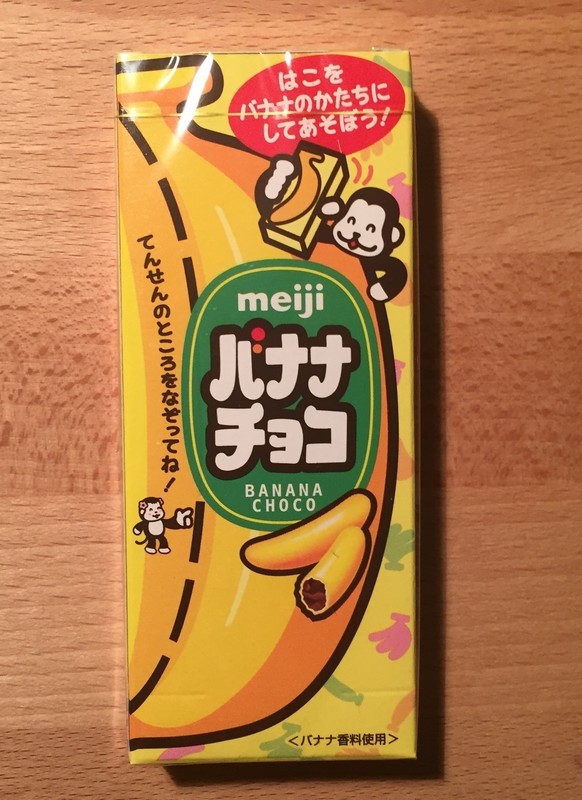 はこを
バナナのかたちに
してあそぼう!
てんせんのところをなぞってね!
meiji
バナナ
チョコ
BANANA
CHOCO
<バナナ香料使用>